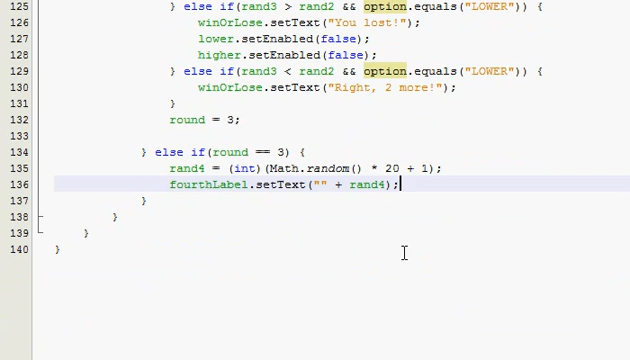 125 } else if(rand3 > rand2 && option.equals("LOWER")) {
126 winOrLose.setText("You lost!");
127 lower.setEnabled(false);
128 higher.setEnabled(false);
129 } else if(rand3 < rand2 && option.equals("LOWER")) {
130 winOrLose.setText("Right, 2 more!");
131 }
132 round = 3;
133
134 } else if(round == 3) {
135 rand4 = (int)(Math.random() * 20 + 1);
136 fourthLabel.setText("" + rand4);
137 }
138 }
139 }
140 }